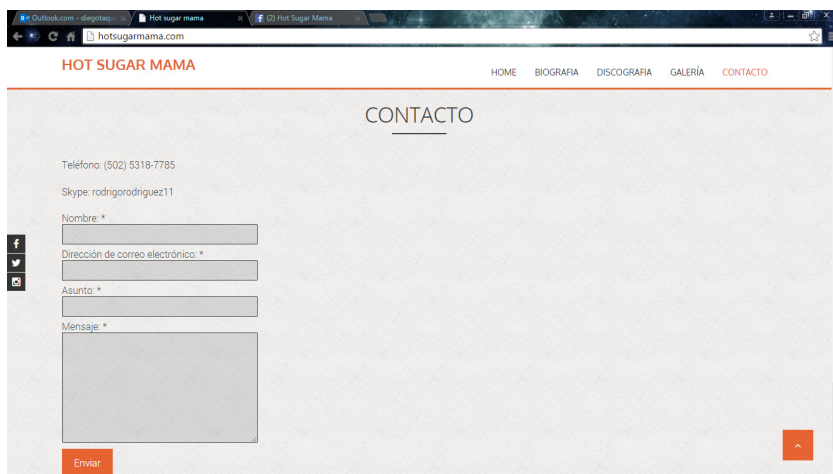 Outlook.com - diegotaqu
Hot sugar mama
(2) Hot Sugar Mama
hotsugarmama.com
HOT SUGAR MAMA
HOME BIOGRAFIA DISCOGRAFIA GALERÍA CONTACTO
CONTACTO
Teléfono: (502) 5318-7785
Skype: rodrigorodriguez11
Nombre: *
Dirección de correo electrónico: *
Asunto: *
Mensaje: *
Enviar